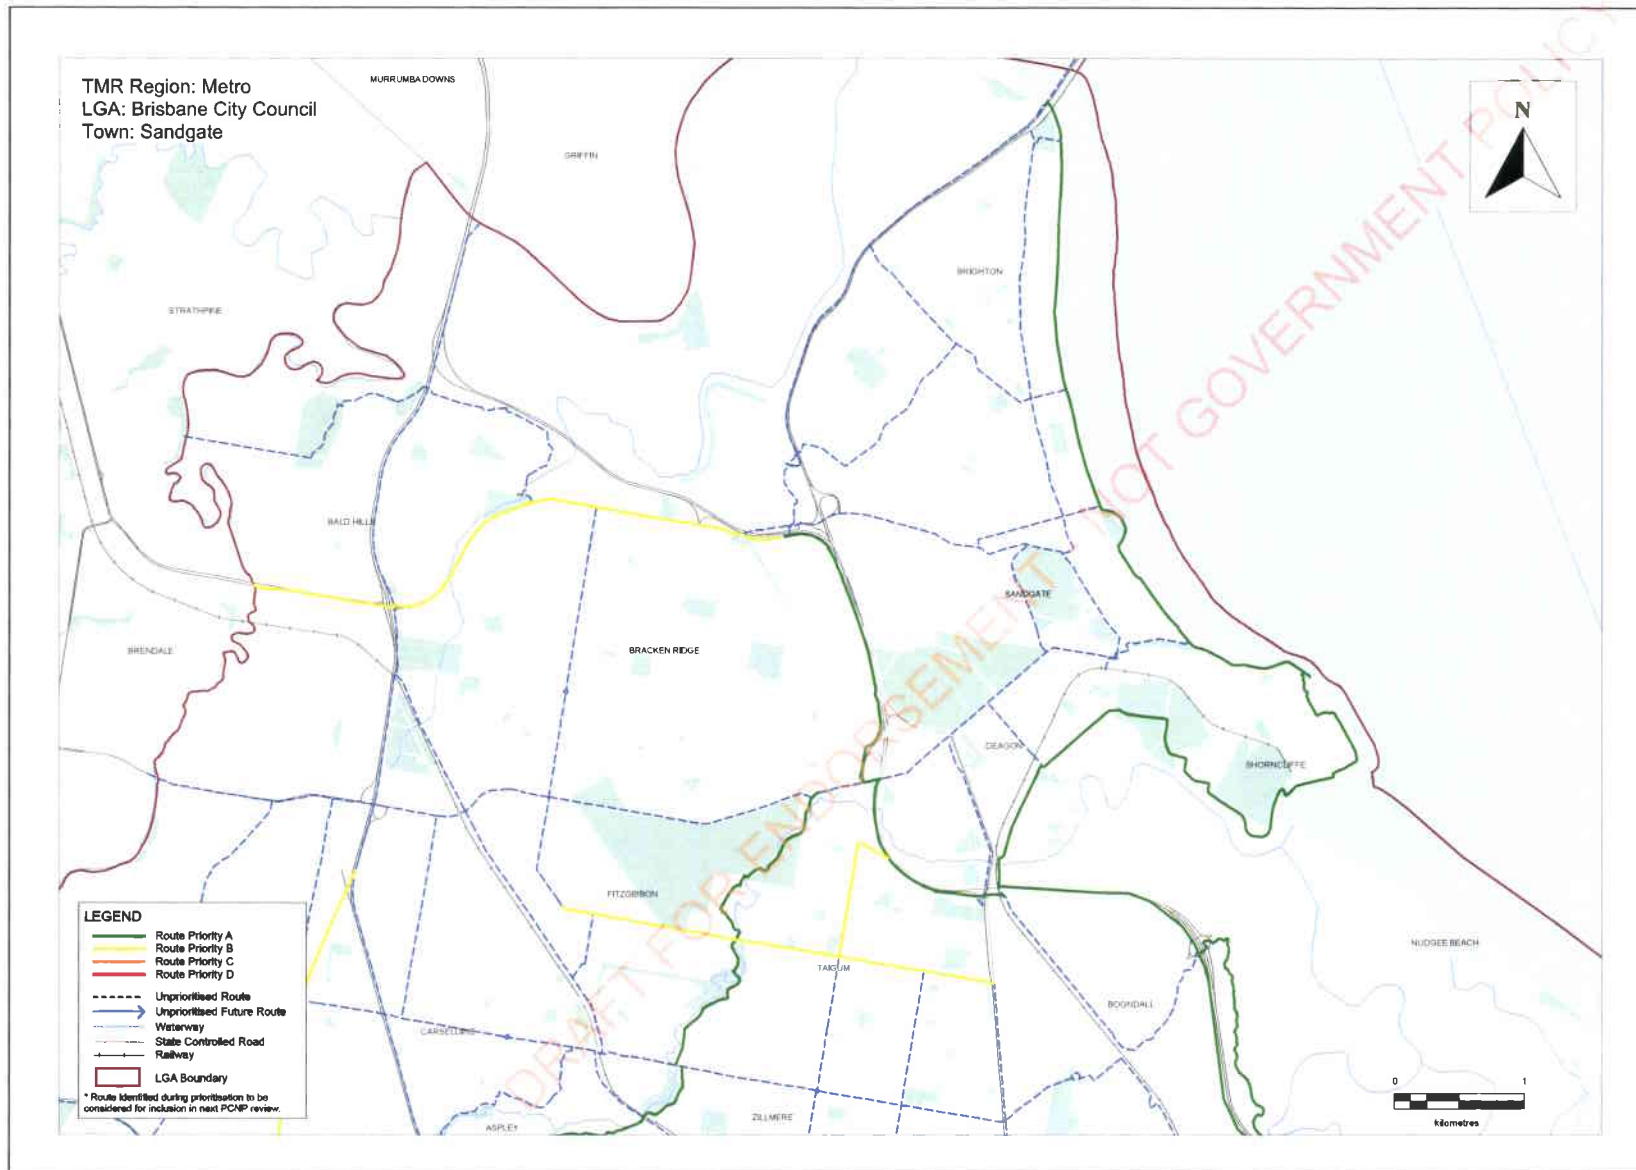 TMR Region: Metro
LGA: Brisbane City Council
Town: Sandgate
MURRUMBA DOWNS
GRIFFIN
N
BRIGHTON
STRATHPINE
BALD HILLS
SANDGATE
BRENDALE
BRACKEN RIDGE
DEAGON
SHORNCLIFFE
FITZGIBBON
TAIGUM
NUDGEE BEACH
BOONDALL
CARSELDINE
ZILLMERE
ASPLEY
LEGEND
Route Priority A
Route Priority B
Route Priority C
Route Priority D
Unprioritised Route
Unprioritised Future Route
Waterway
State Controlled Road
Railway
LGA Boundary
* Route identified during prioritisation to be
considered for inclusion in next PCNP review.
0 1
kilometres
DRAFT FOR ENDORSEMENT - NOT GOVERNMENT POLICY